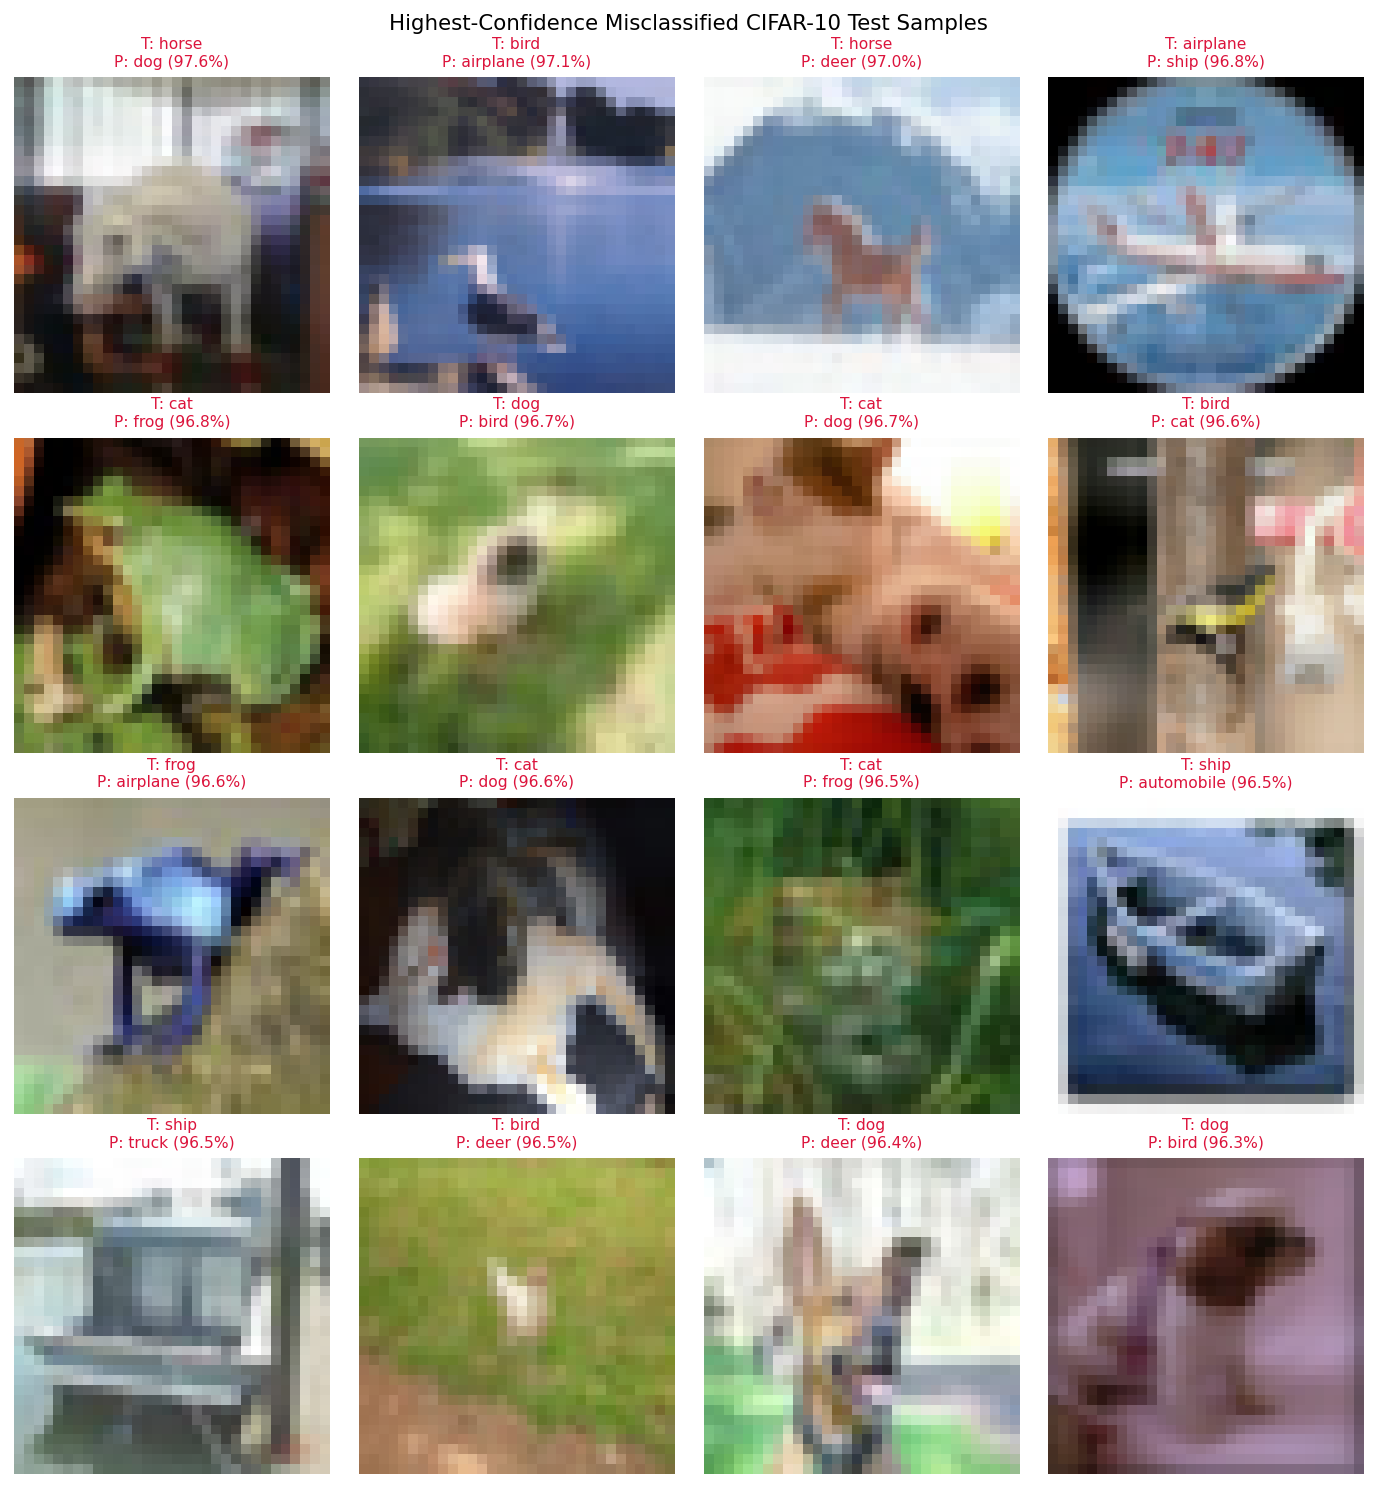 Highest-Confidence Misclassified CIFAR-10 Test Samples
T: horse
P: dog (97.6%)
T: bird
P: airplane (97.1%)
T: horse
P: deer (97.0%)
T: airplane
P: ship (96.8%)
T: cat
P: frog (96.8%)
T: dog
P: bird (96.7%)
T: cat
P: dog (96.7%)
T: bird
P: cat (96.6%)
T: frog
P: airplane (96.6%)
T: cat
P: dog (96.6%)
T: cat
P: frog (96.5%)
T: ship
P: automobile (96.5%)
T: ship
P: truck (96.5%)
T: bird
P: deer (96.5%)
T: dog
P: deer (96.4%)
T: dog
P: bird (96.3%)